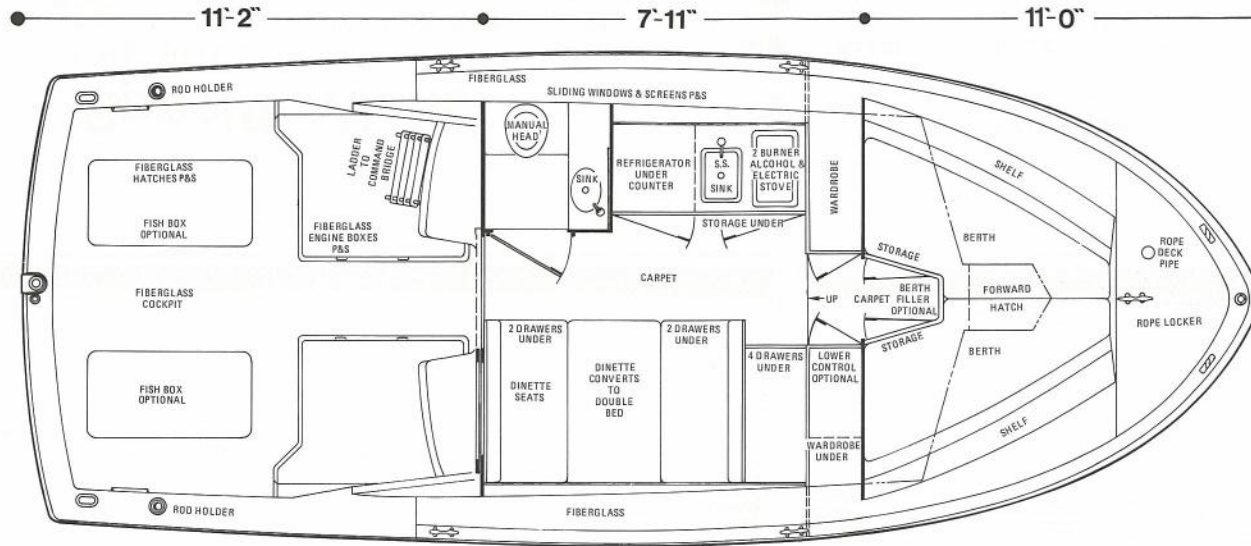 11'-2"
7'-11"
11'-0"
ROD HOLDER
FIBERGLASS
SLIDING WINDOWS & SCREENS P&S
MANUAL
HEAD
SINK
LADDER
TO
COMMAND
BRIDGE
FIBERGLASS
HATCHES P&S
FISH BOX
OPTIONAL
FIBERGLASS
ENGINE BOXES
P&S
REFRIGERATOR
UNDER
COUNTER
S.S.
SINK
2 BURNER
ALCOHOL &
ELECTRIC
STOVE
STORAGE UNDER
WARDROBE
SHELF
BERTH
STORAGE
ROPE
DECK
PIPE
FIBERGLASS
COCKPIT
CARPET
UP
CARPET
BERTH
FILLER
OPTIONAL
FORWARD
HATCH
ROPE LOCKER
STORAGE
BERTH
FISH BOX
OPTIONAL
2 DRAWERS
UNDER
DINETTE
SEATS
DINETTE
CONVERTS
TO
DOUBLE
BED
2 DRAWERS
UNDER
4 DRAWERS
UNDER
LOWER
CONTROL
OPTIONAL
WARDROBE
UNDER
SHELF
ROD HOLDER
FIBERGLASS